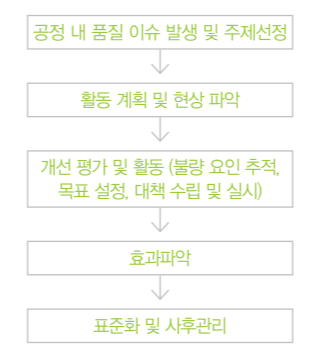 공정 내 품질 이슈 발생 및 주제선정
활동 계획 및 현상 파악
개선 평가 및 활동 (불량 요인 추적,
목표 설정, 대책 수립 및 실시)
효과파악
표준화 및 사후관리